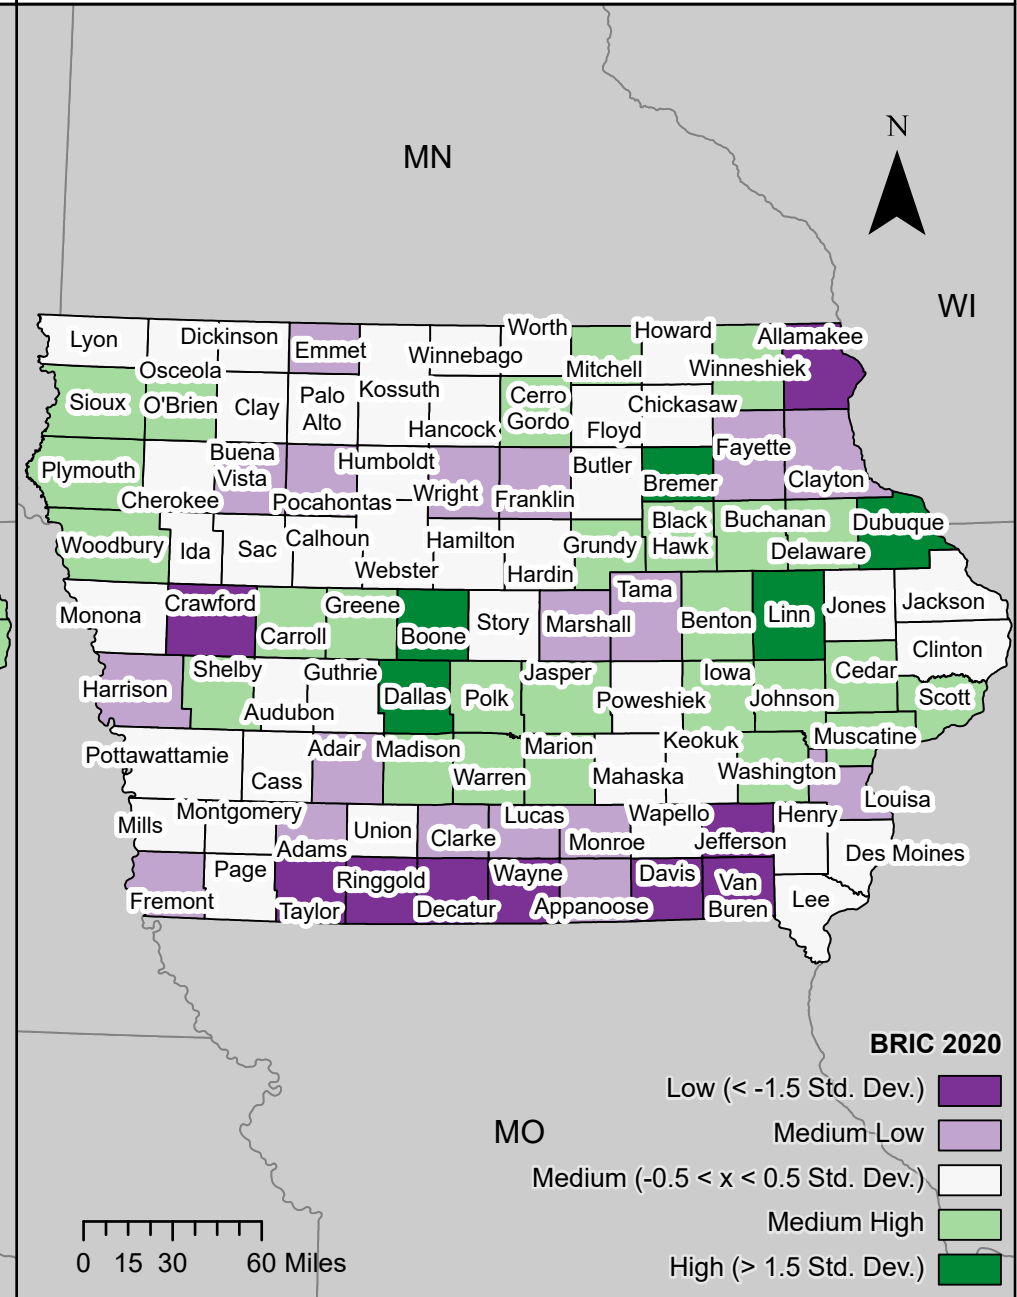 MN
N
WI
Lyon
Dickinson
Emmet
Winnebago
Worth
Howard
Allamakee
Osceola
Mitchell
Winneshiek
Sioux
O'Brien
Clay
Palo
Alto
Kossuth
Hancock
Cerro
Gordo
Floyd
Chickasaw
Plymouth
Cherokee
Buena
Vista
Pocahontas
Humboldt
Wright
Franklin
Butler
Bremer
Fayette
Clayton
Woodbury
Ida
Sac
Calhoun
Webster
Hamilton
Hardin
Grundy
Black
Hawk
Buchanan
Delaware
Dubuque
Monona
Crawford
Carroll
Greene
Boone
Story
Marshall
Tama
Benton
Linn
Jones
Jackson
Clinton
Harrison
Shelby
Audubon
Guthrie
Dallas
Polk
Jasper
Poweshiek
Iowa
Johnson
Cedar
Scott
Muscatine
Pottawattamie
Cass
Adair
Madison
Warren
Marion
Mahaska
Keokuk
Washington
Louisa
Mills
Montgomery
Adams
Union
Clarke
Lucas
Monroe
Wapello
Jefferson
Henry
Des Moines
Fremont
Page
Taylor
Ringgold
Decatur
Wayne
Appanoose
Davis
Van
Buren
Lee
MO
BRIC 2020
Low (< -1.5 Std. Dev.)
Medium Low
Medium (-0.5 < x < 0.5 Std. Dev.)
Medium High
High (> 1.5 Std. Dev.)
0 15 30 60 Miles